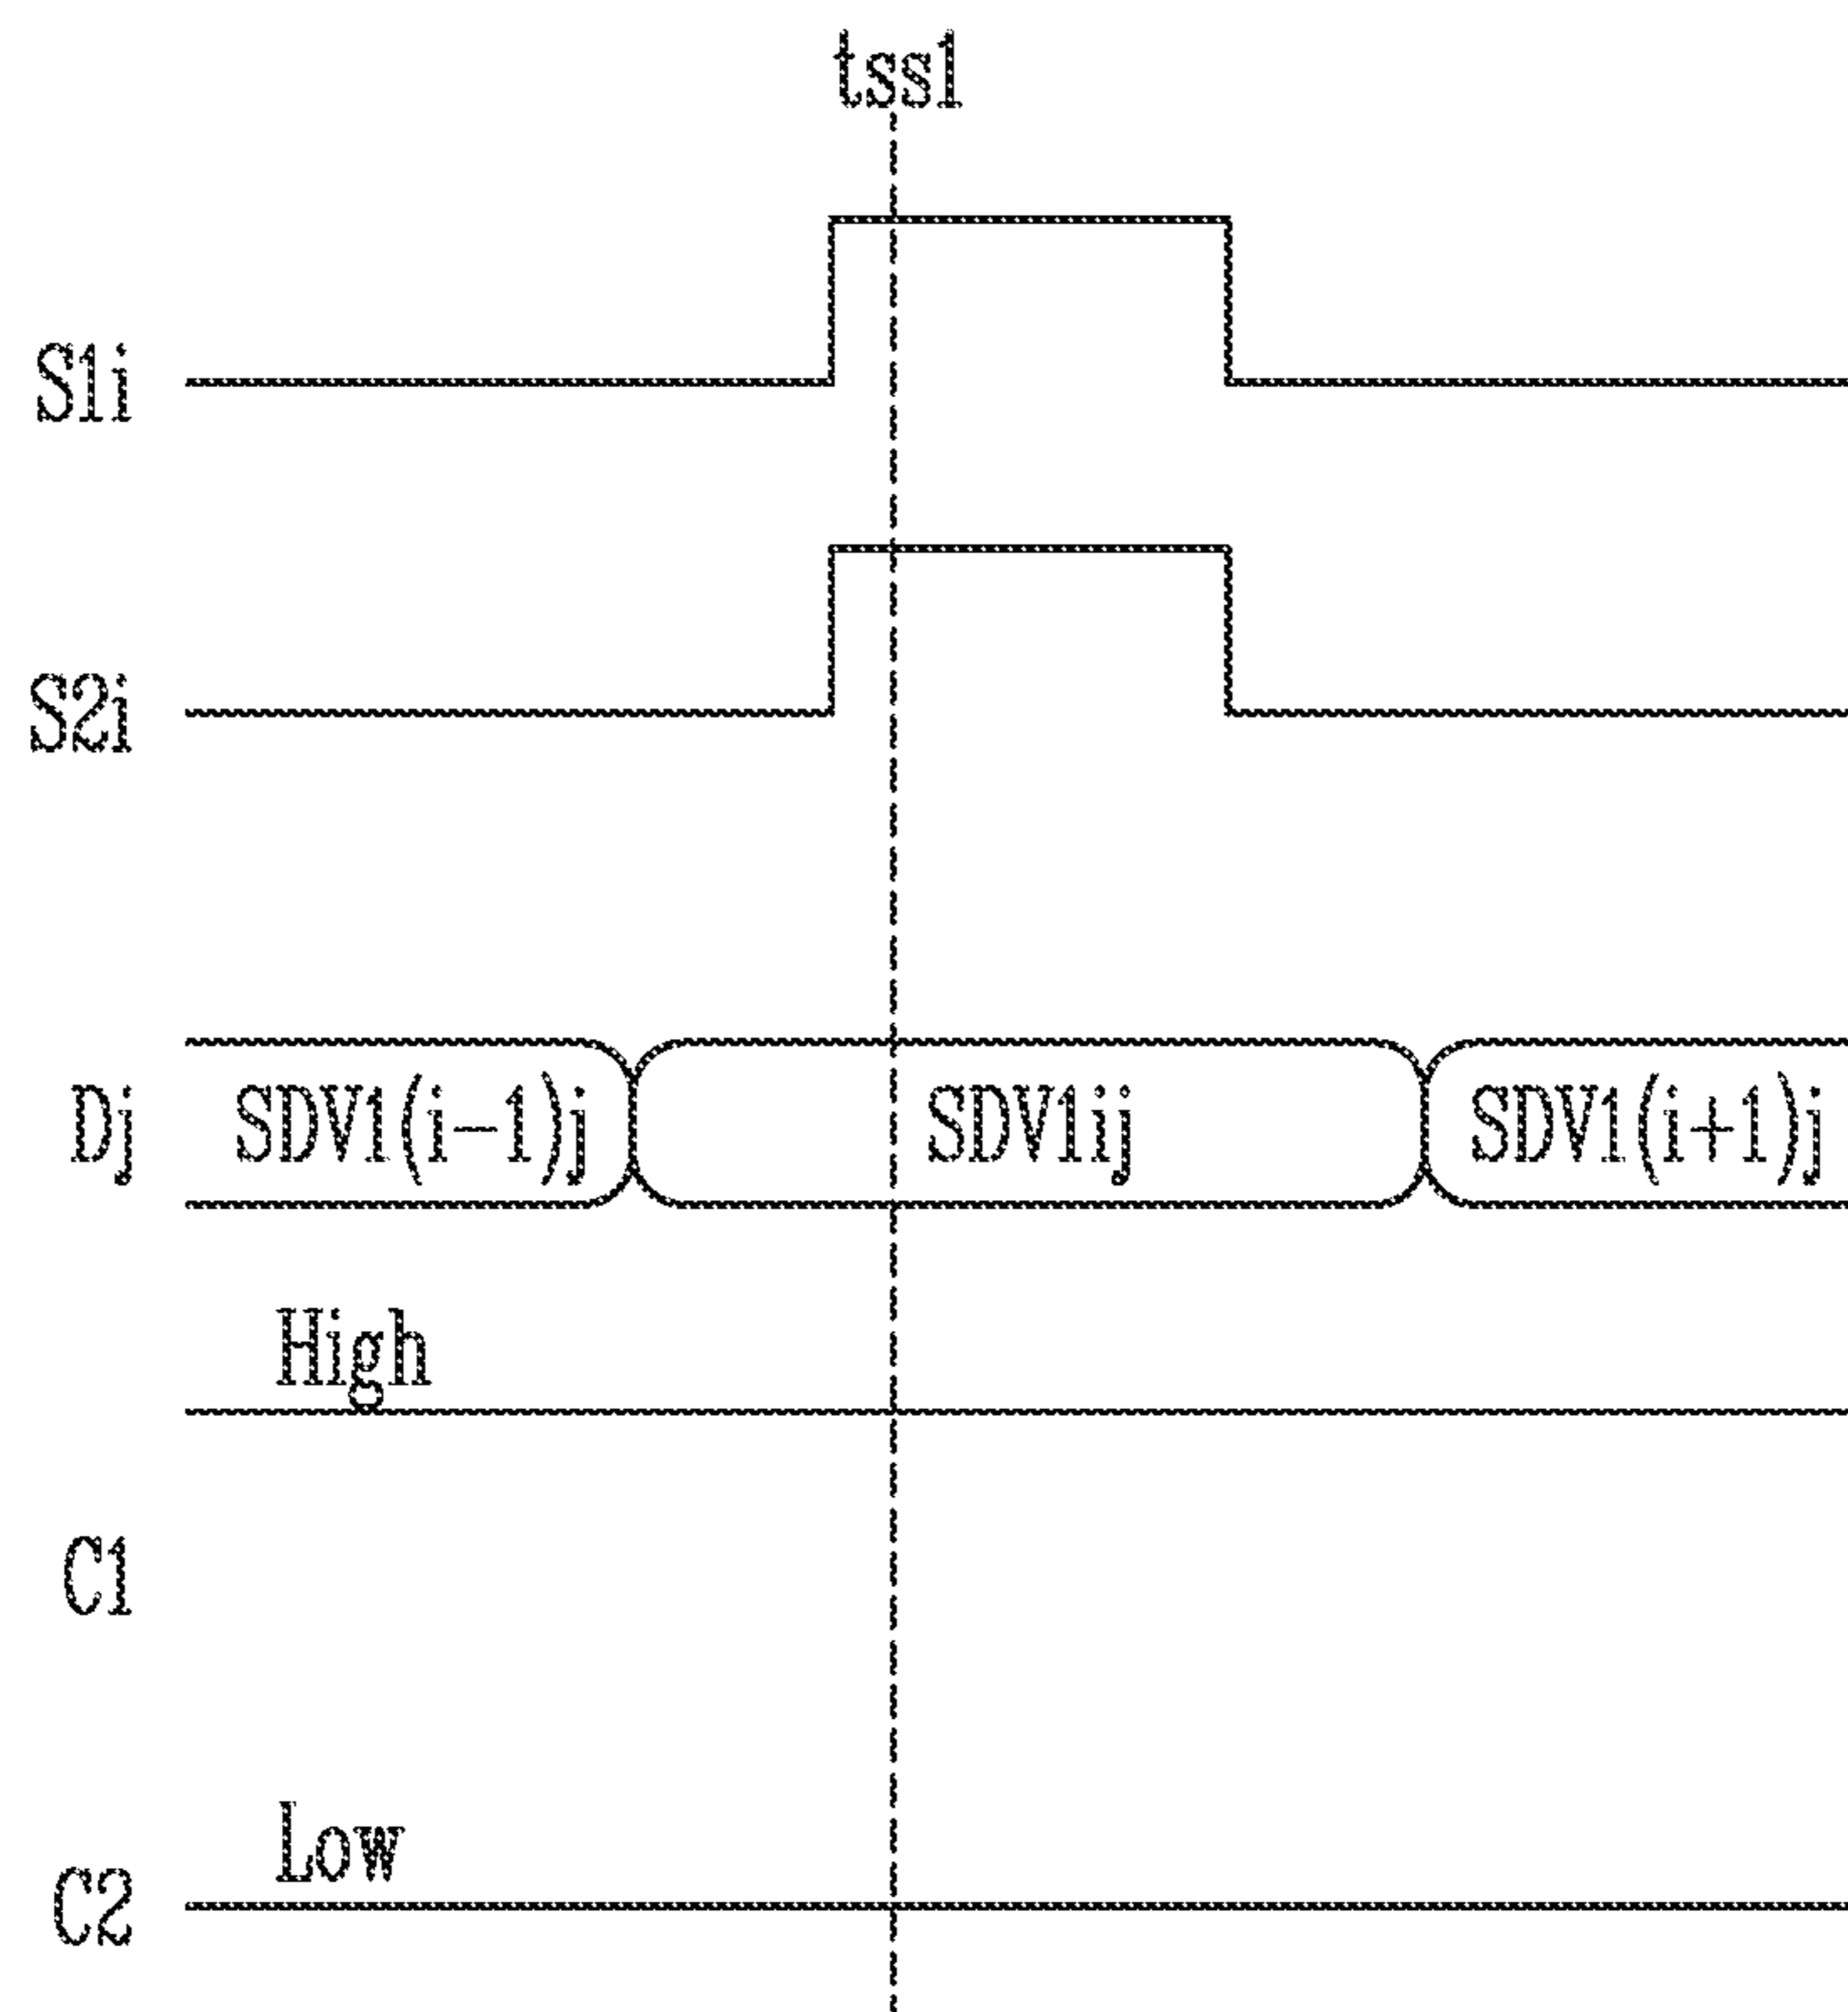 tss1
S1i
S2i
Dj SDV1(i-1)j SDV1ij SDV1(i+1)j
High
C1
Low
C2